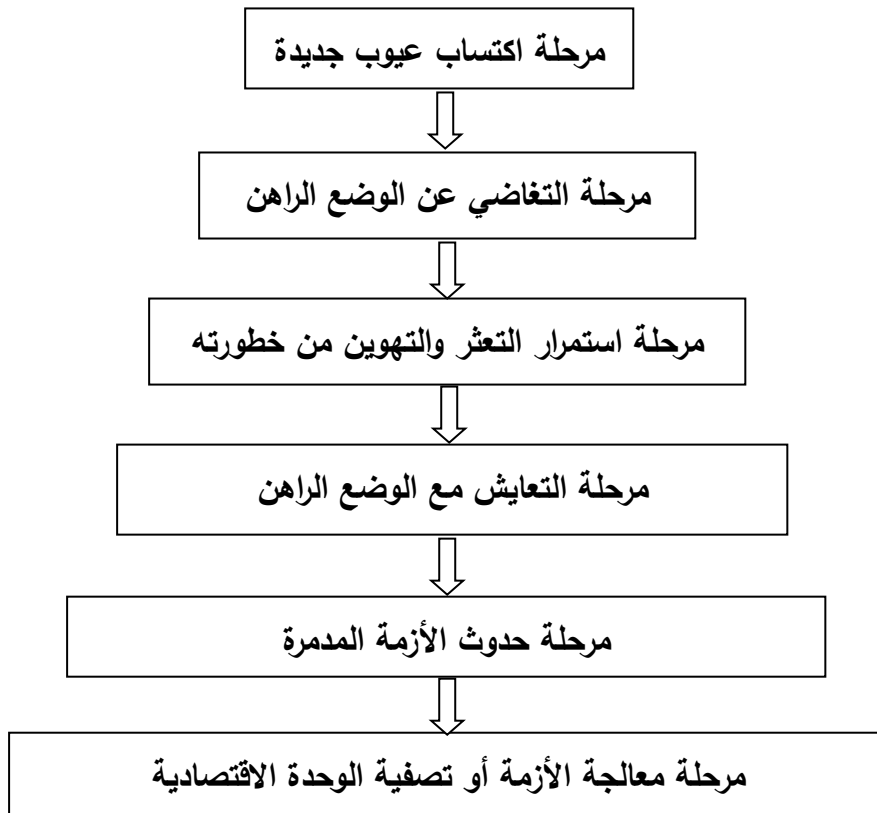 مرحلة اكتساب عيوب جديدة
مرحلة التغاضي عن الوضع الراهن
مرحلة استمرار التعثر والتهوين من خطورته
مرحلة التعايش مع الوضع الراهن
مرحلة حدوث الأزمة المدمرة
مرحلة معالجة الأزمة أو تصفية الوحدة الاقتصادية